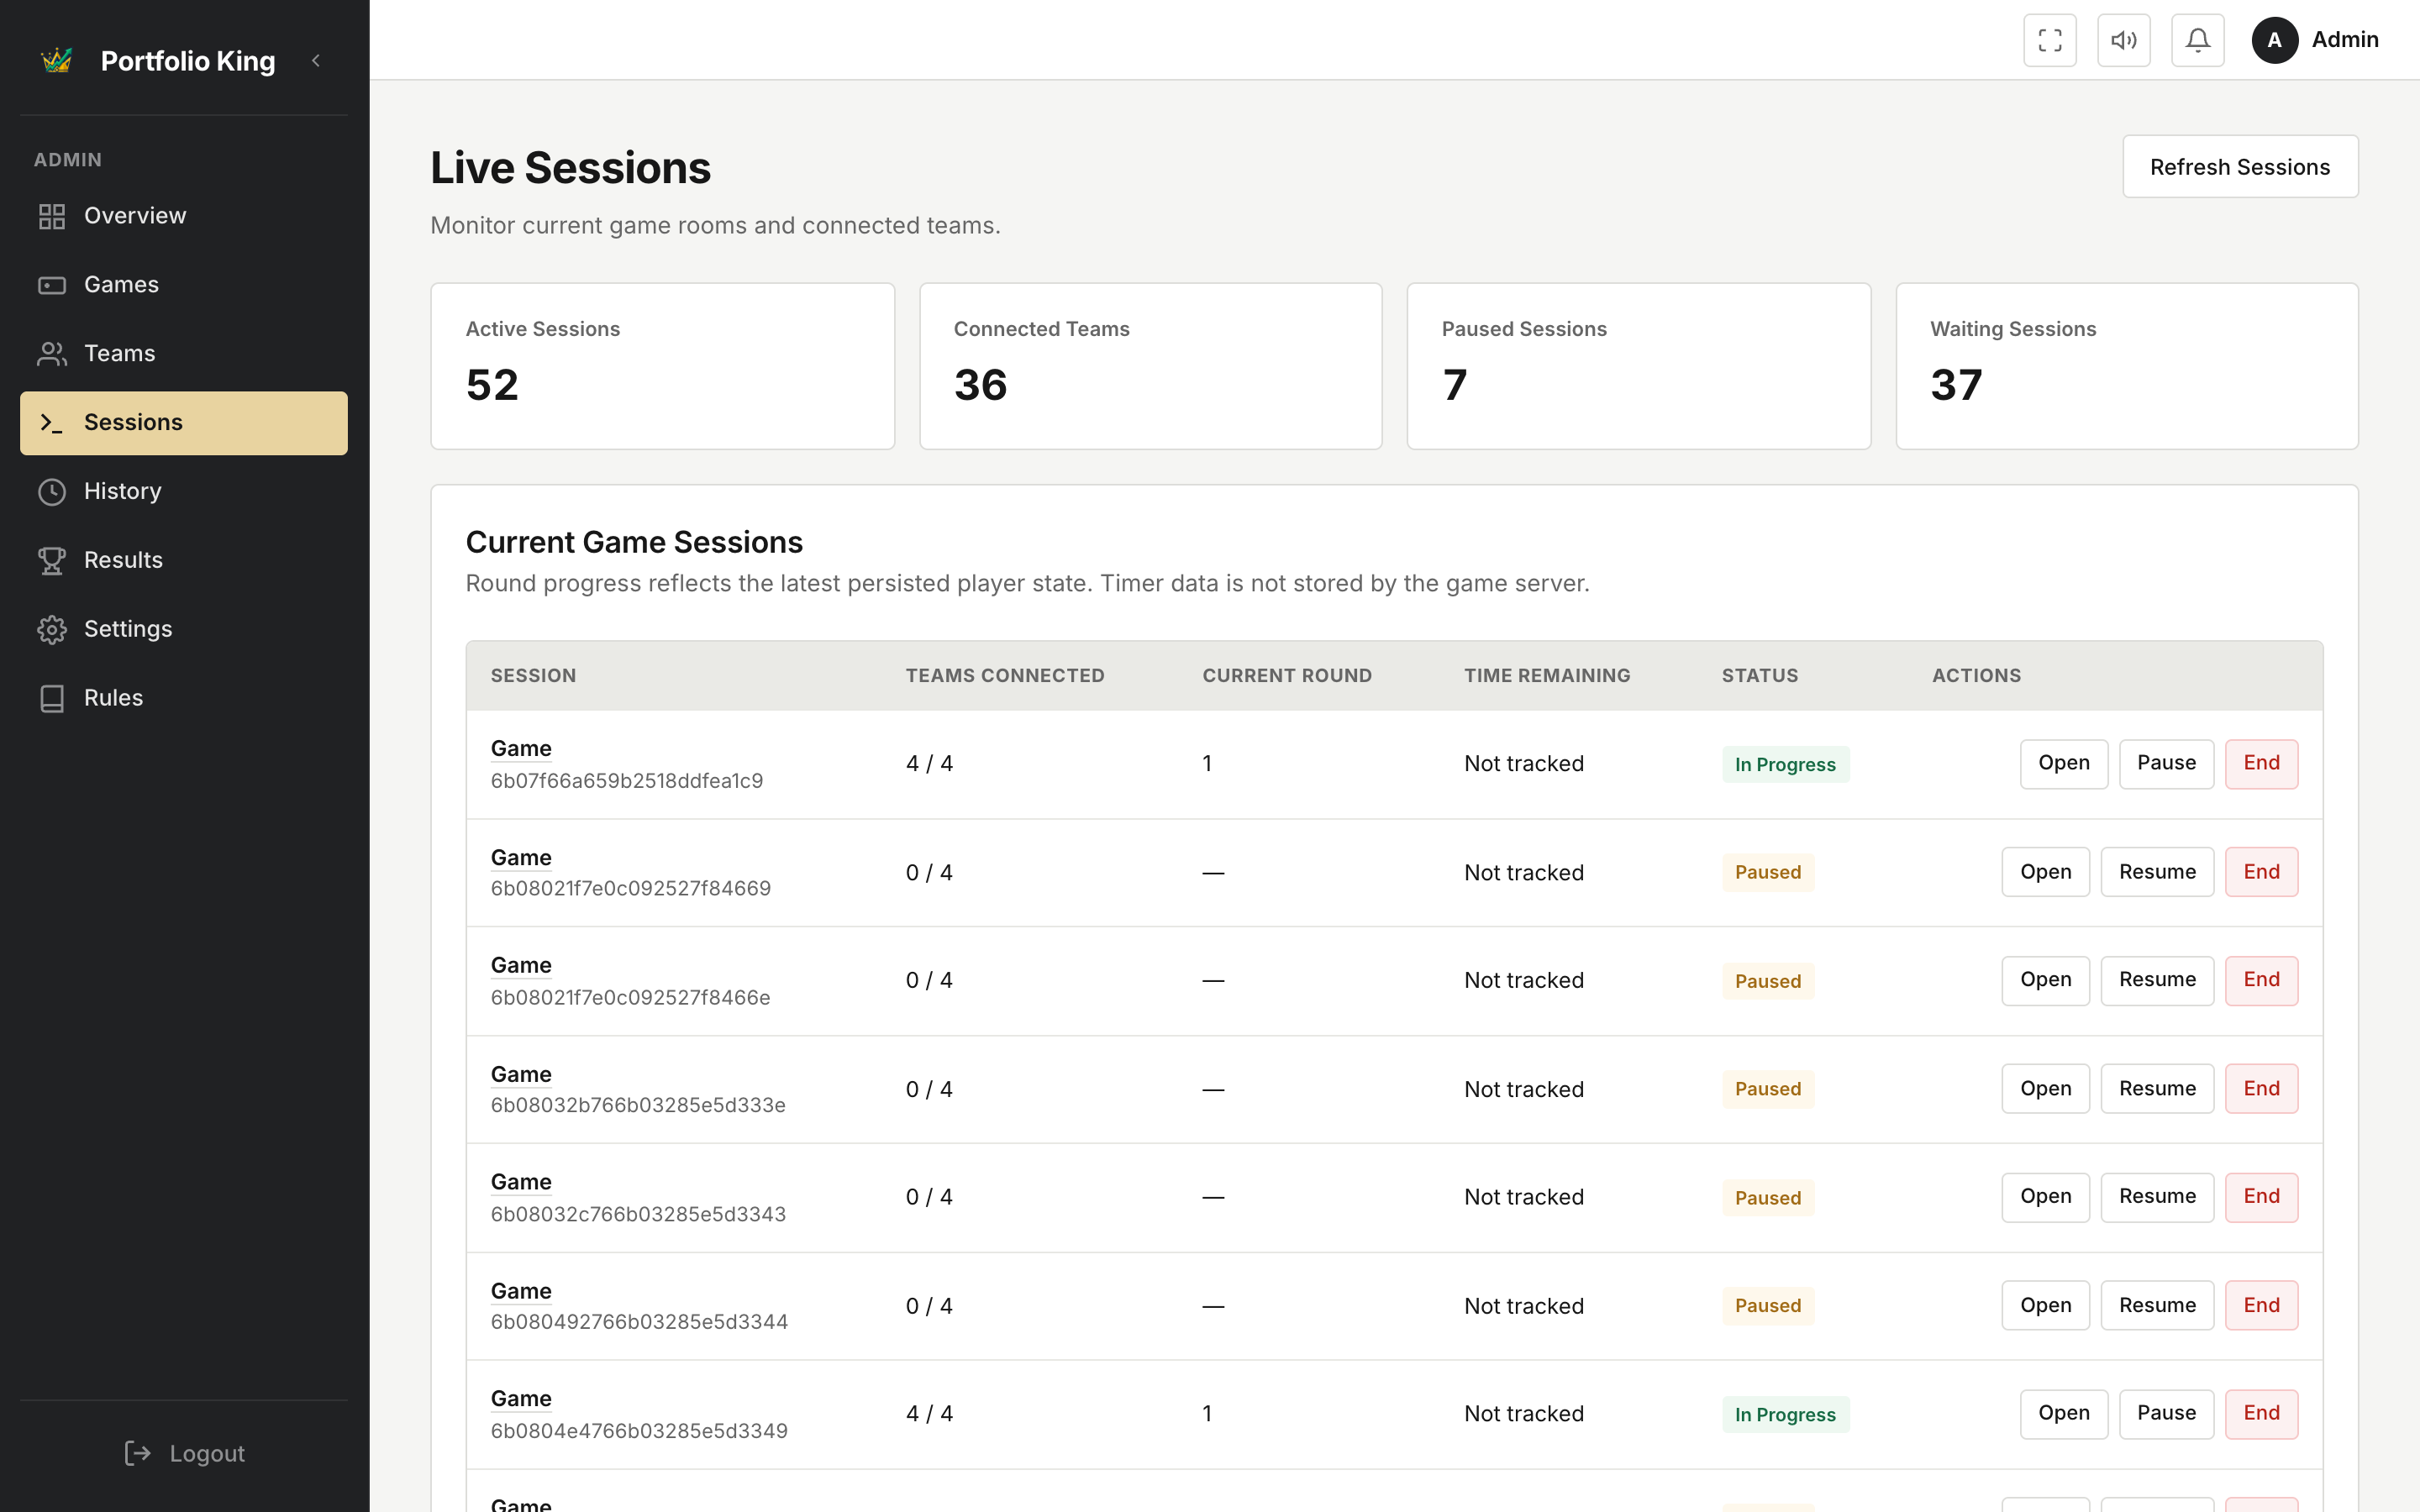 Portfolio King
ADMIN
Overview
Games
Teams
Sessions
History
Results
Settings
Rules
Logout
A Admin
Live Sessions
Refresh Sessions
Monitor current game rooms and connected teams.
Active Sessions
52
Connected Teams
36
Paused Sessions
7
Waiting Sessions
37
Current Game Sessions
Round progress reflects the latest persisted player state. Timer data is not stored by the game server.
SESSION TEAMS CONNECTED CURRENT ROUND TIME REMAINING STATUS ACTIONS
Game
6b07f66a659b2518ddfea1c9
4 / 4 1 Not tracked In Progress Open Pause End
Game
6b08021f7e0c092527f84669
0 / 4 — Not tracked Paused Open Resume End
Game
6b08021f7e0c092527f8466e
0 / 4 — Not tracked Paused Open Resume End
Game
6b08032b766b03285e5d333e
0 / 4 — Not tracked Paused Open Resume End
Game
6b08032c766b03285e5d3343
0 / 4 — Not tracked Paused Open Resume End
Game
6b080492766b03285e5d3344
0 / 4 — Not tracked Paused Open Resume End
Game
6b0804e4766b03285e5d3349
4 / 4 1 Not tracked In Progress Open Pause End
Game